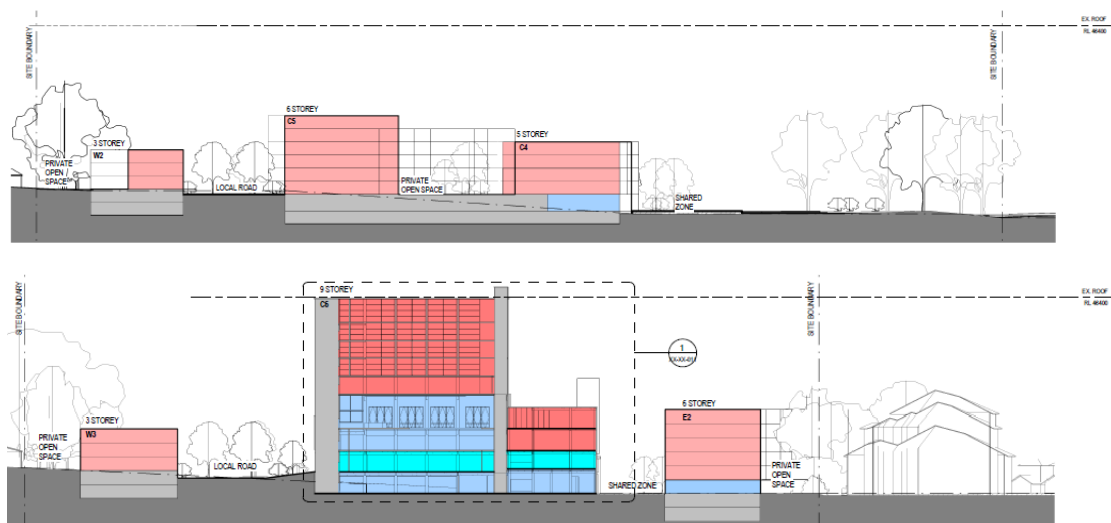 EX. ROOF
RL 46400
SITE BOUNDARY
SITE BOUNDARY
6 STOREY
C5
5 STOREY
C4
3 STOREY
W2
PRIVATE
OPEN /
SPACE
LOCAL ROAD
PRIVATE
OPEN SPACE
SHARED
ZONE
9 STOREY
C6
EX. ROOF
RL 46400
SITE BOUNDARY
SITE BOUNDARY
1
3 STOREY
W3
6 STOREY
E2
PRIVATE
OPEN
SPACE
LOCAL ROAD
SHARED ZONE
PRIVATE
OPEN
SPACE